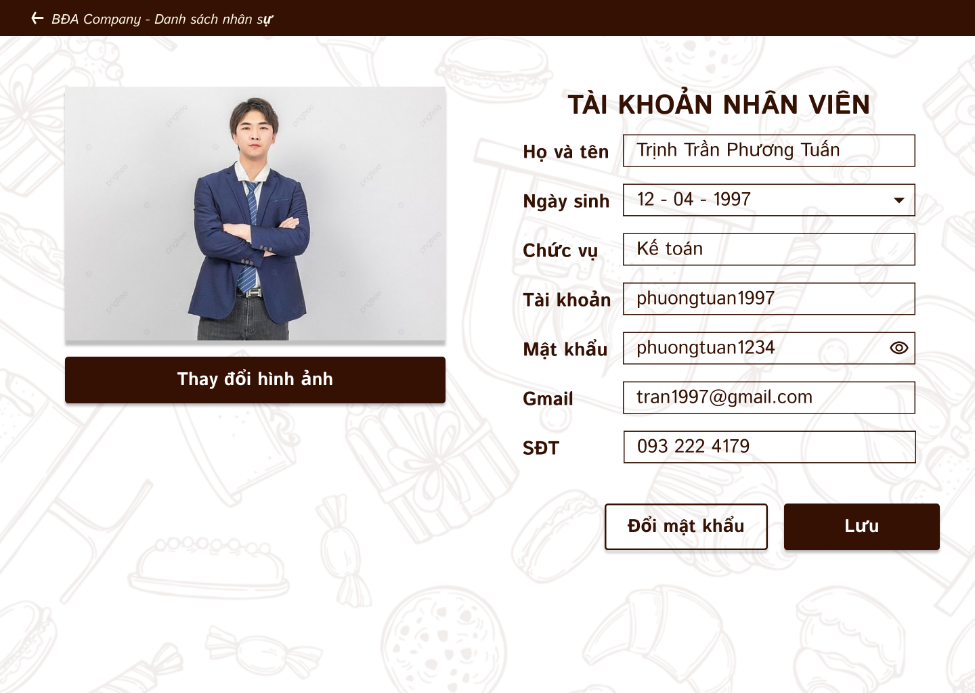 BĐA Company - Danh sách nhân sự
TÀI KHOẢN NHÂN VIÊN
Họ và tên Trịnh Trần Phương Tuấn
Ngày sinh 12 - 04 - 1997
Chức vụ Kế toán
Tài khoản phuongtuan1997
Mật khẩu phuongtuan1234
Gmail tran1997@gmail.com
SĐT 093 222 4179
Thay đổi hình ảnh
Đổi mật khẩu
Lưu